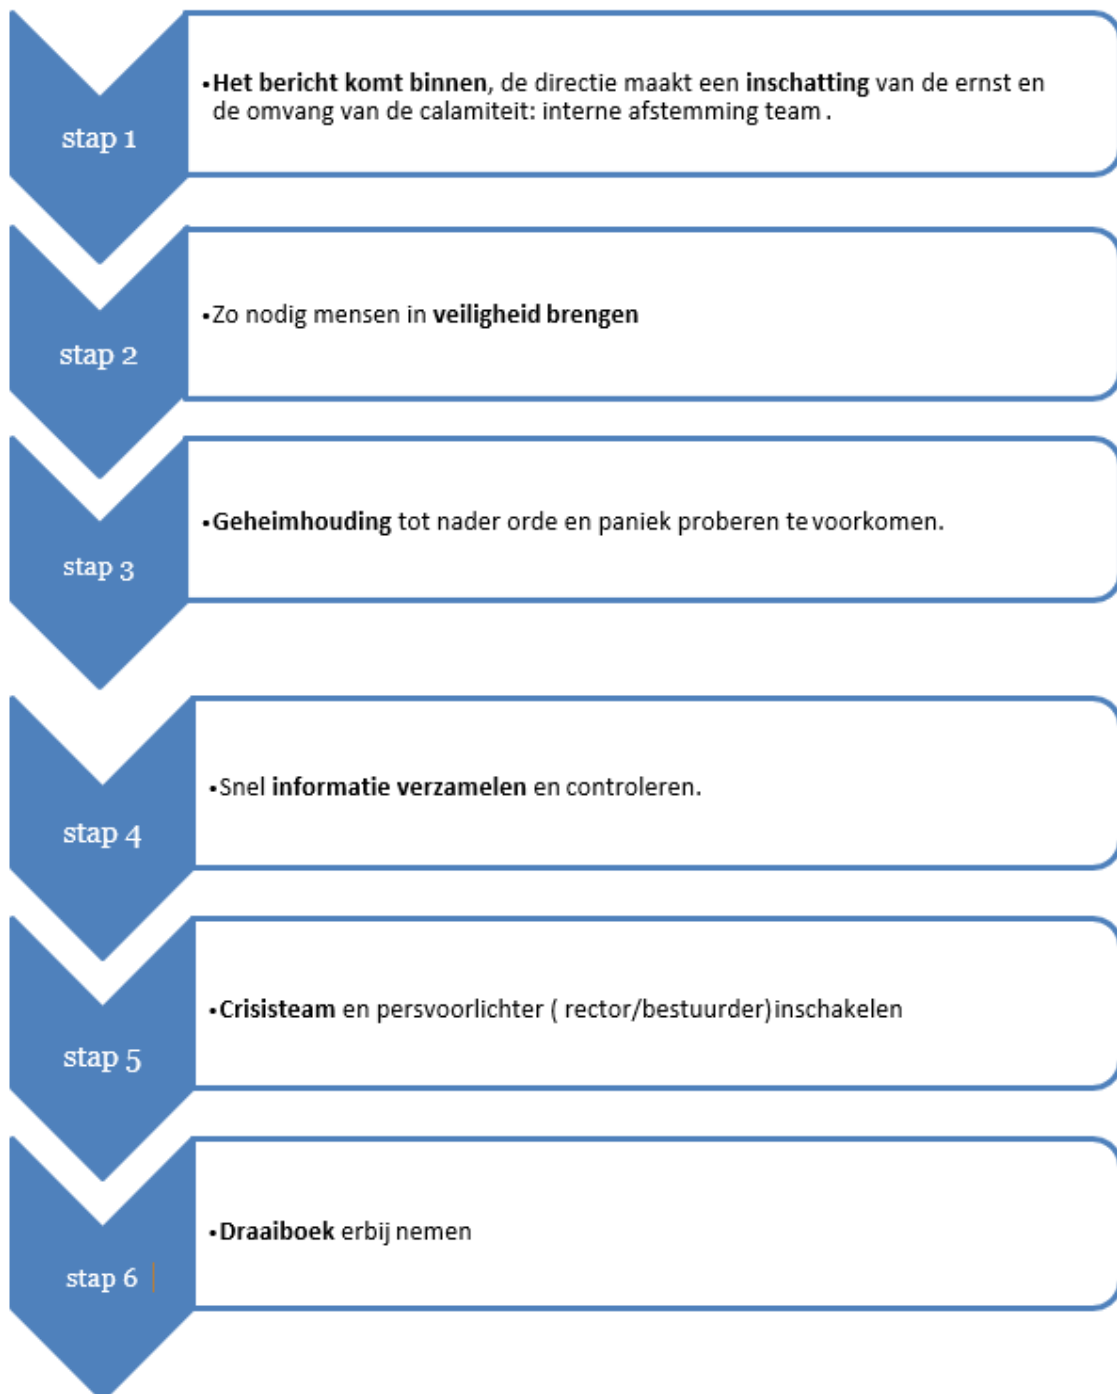 •Het bericht komt binnen, de directie maakt een inschatting van de ernst en
de omvang van de calamiteit: interne afstemming team .
stap 1
•Zo nodig mensen in veiligheid brengen
stap 2
•Geheimhouding tot nader orde en paniek proberen te voorkomen.
stap 3
•Snel informatie verzamelen en controleren.
stap 4
•Crisisteam en persvoorlichter ( rector/bestuurder)inschakelen
stap 5
•Draaiboek erbij nemen
stap 6